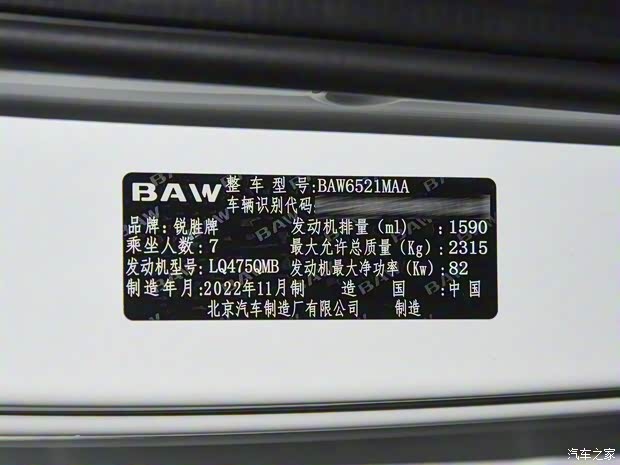 BAW 整车型号:BAW6521MAA
车辆识别代码
品牌:锐胜牌 发动机排量(ml) :1590
乘坐人数:7 最大允许总质量(Kg):2315
发动机型号:LQ475QMB 发动机最大净功率(Kw):82
制造年月:2022年11月 制造国:中国
北京汽车制造厂有限公司 制造
汽车之家